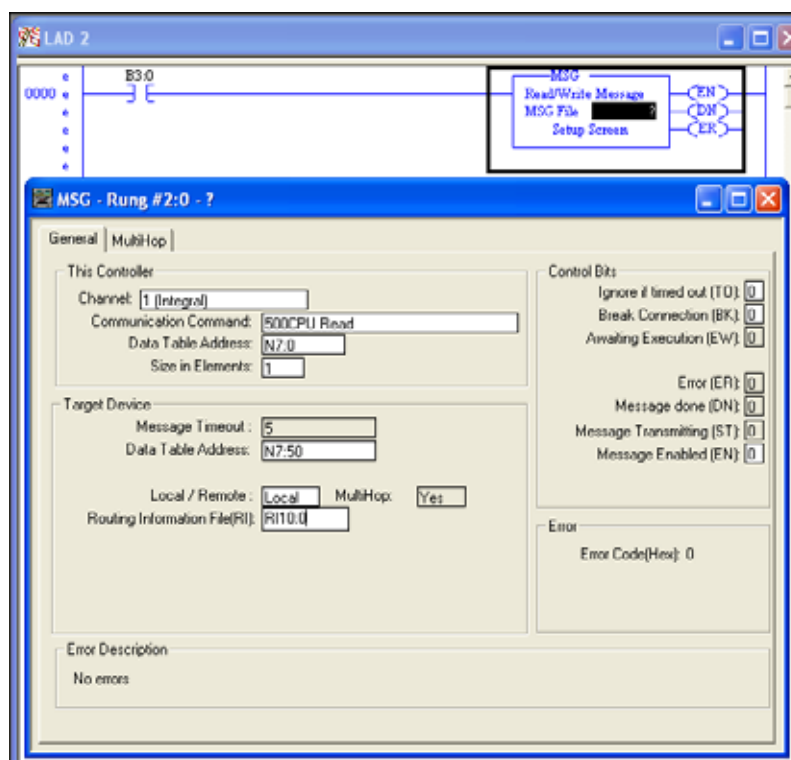 LAD 2
B3:0
0000
MSG
Read/Write Message
MSG File ?
Setup Screen
EN
DN
ER
MSG - Rung #2:0 - ?
General MultiHop
This Controller
Channel: 1 (Integral)
Communication Command: 500CPU Read
Data Table Address: N7:0
Size in Elements: 1
Target Device
Message Timeout : 5
Data Table Address: N7:50
Local / Remote : Local MultiHop: Yes
Routing Information File(RI): RI10:0
Control Bits
Ignore if timed out (TO): 0
Break Connection (BK): 0
Awaiting Execution (EW): 0
Error (ER): 0
Message done (DN): 0
Message Transmitting (ST): 0
Message Enabled (EN): 0
Error
Error Code(Hex): 0
Error Description
No errors